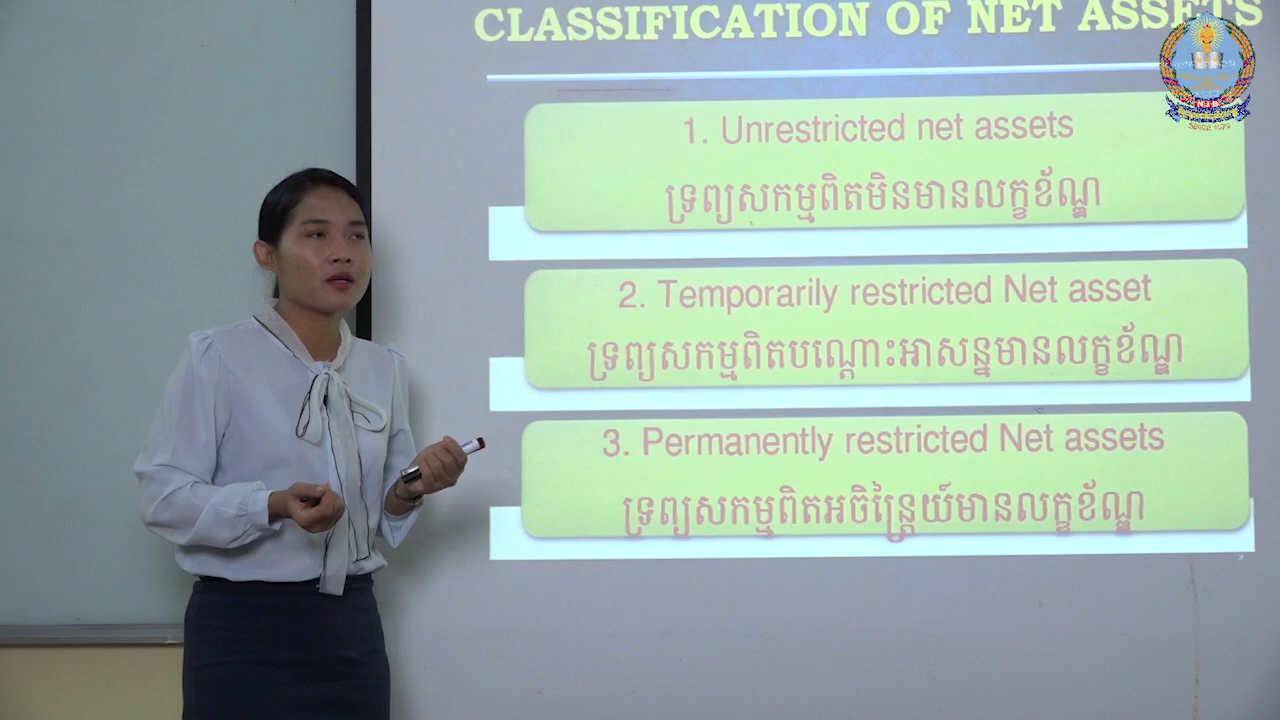 CLASSIFICATION OF NET ASSETS
1. Unrestricted net assets
ទ្រព្យសកម្មពិតមិនមានលក្ខខ័ណ្ឌ
2. Temporarily restricted Net asset
ទ្រព្យសកម្មពិតបណ្តោះអាសន្នមានលក្ខខ័ណ្ឌ
3. Permanently restricted Net assets
ទ្រព្យសកម្មពិតអចិន្ត្រៃយ៍មានលក្ខខ័ណ្ឌ